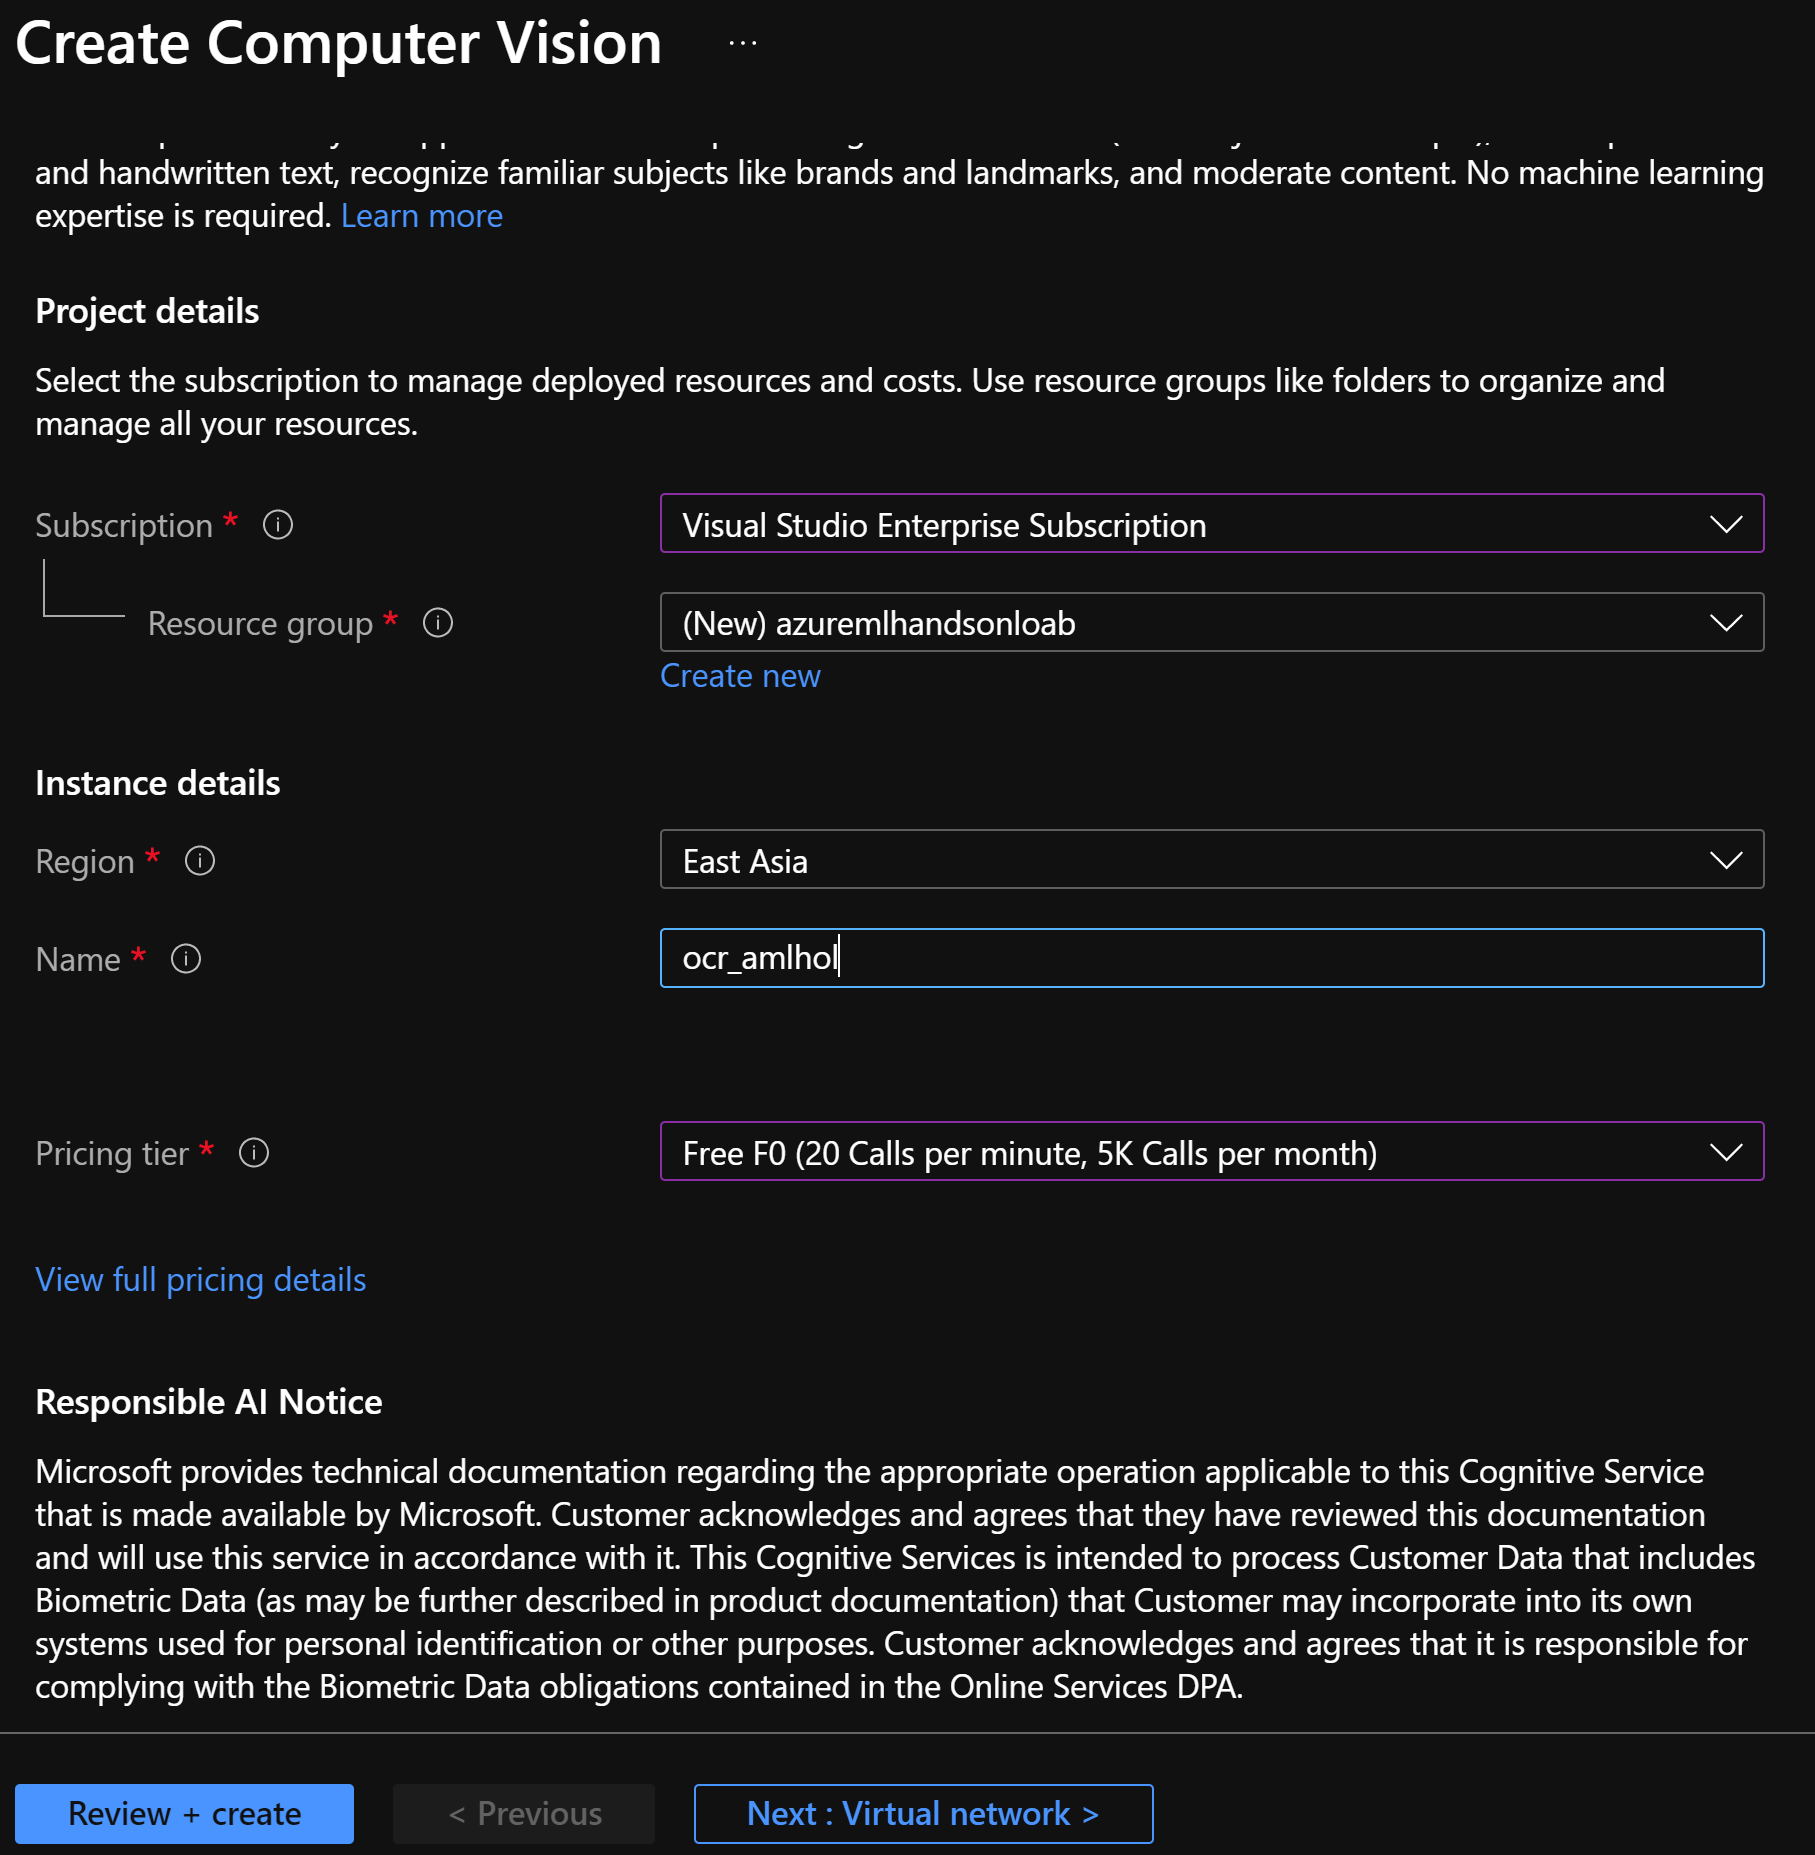 Create Computer Vision ...
and handwritten text, recognize familiar subjects like brands and landmarks, and moderate content. No machine learning
expertise is required. Learn more
Project details
Select the subscription to manage deployed resources and costs. Use resource groups like folders to organize and
manage all your resources.
Subscription *
Visual Studio Enterprise Subscription
Resource group *
(New) azuremlhandsonloab
Create new
Instance details
Region *
East Asia
Name *
ocr_amlhol
Pricing tier *
Free F0 (20 Calls per minute, 5K Calls per month)
View full pricing details
Responsible AI Notice
Microsoft provides technical documentation regarding the appropriate operation applicable to this Cognitive Service
that is made available by Microsoft. Customer acknowledges and agrees that they have reviewed this documentation
and will use this service in accordance with it. This Cognitive Services is intended to process Customer Data that includes
Biometric Data (as may be further described in product documentation) that Customer may incorporate into its own
systems used for personal identification or other purposes. Customer acknowledges and agrees that it is responsible for
complying with the Biometric Data obligations contained in the Online Services DPA.
Review + create
< Previous
Next : Virtual network >